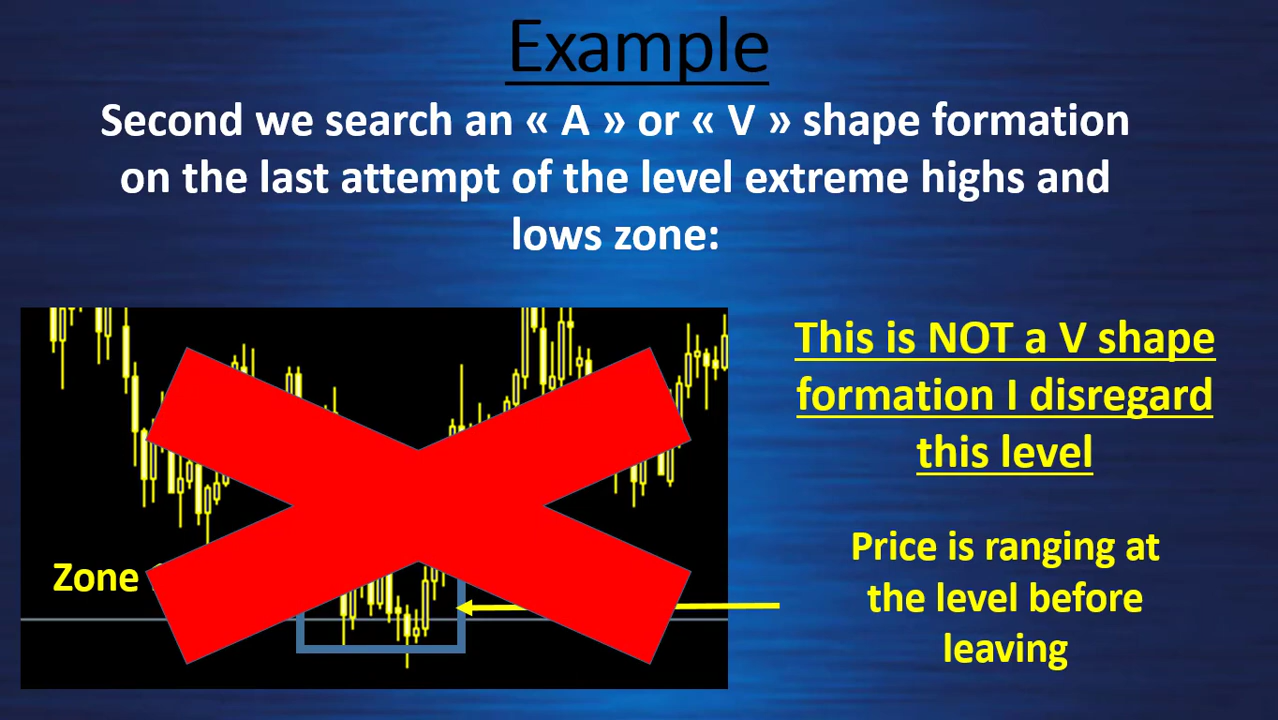 Example
Second we search an « A » or « V » shape formation
on the last attempt of the level extreme highs and
lows zone:
This is NOT a V shape
formation I disregard
this level
Zone
Price is ranging at
the level before
leaving